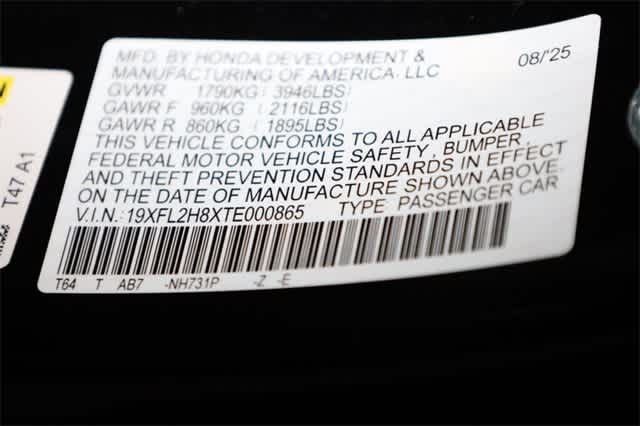 MFD. BY HONDA DEVELOPMENT &
MANUFACTURING OF AMERICA. LLC
08/'25
GVWR 1790KG ( 3946LBS)
GAWR F 960KG ( 2116LBS)
GAWR R 860KG ( 1895LBS)
THIS VEHICLE CONFORMS TO ALL APPLICABLE
FEDERAL MOTOR VEHICLE SAFETY, BUMPER,
AND THEFT PREVENTION STANDARDS IN EFFECT
ON THE DATE OF MANUFACTURE SHOWN ABOVE.
V.I.N.: 19XFL2H8XTE000865 TYPE: PASSENGER CAR
T64 T AB7 -NH731P -Z -E
T47 A1